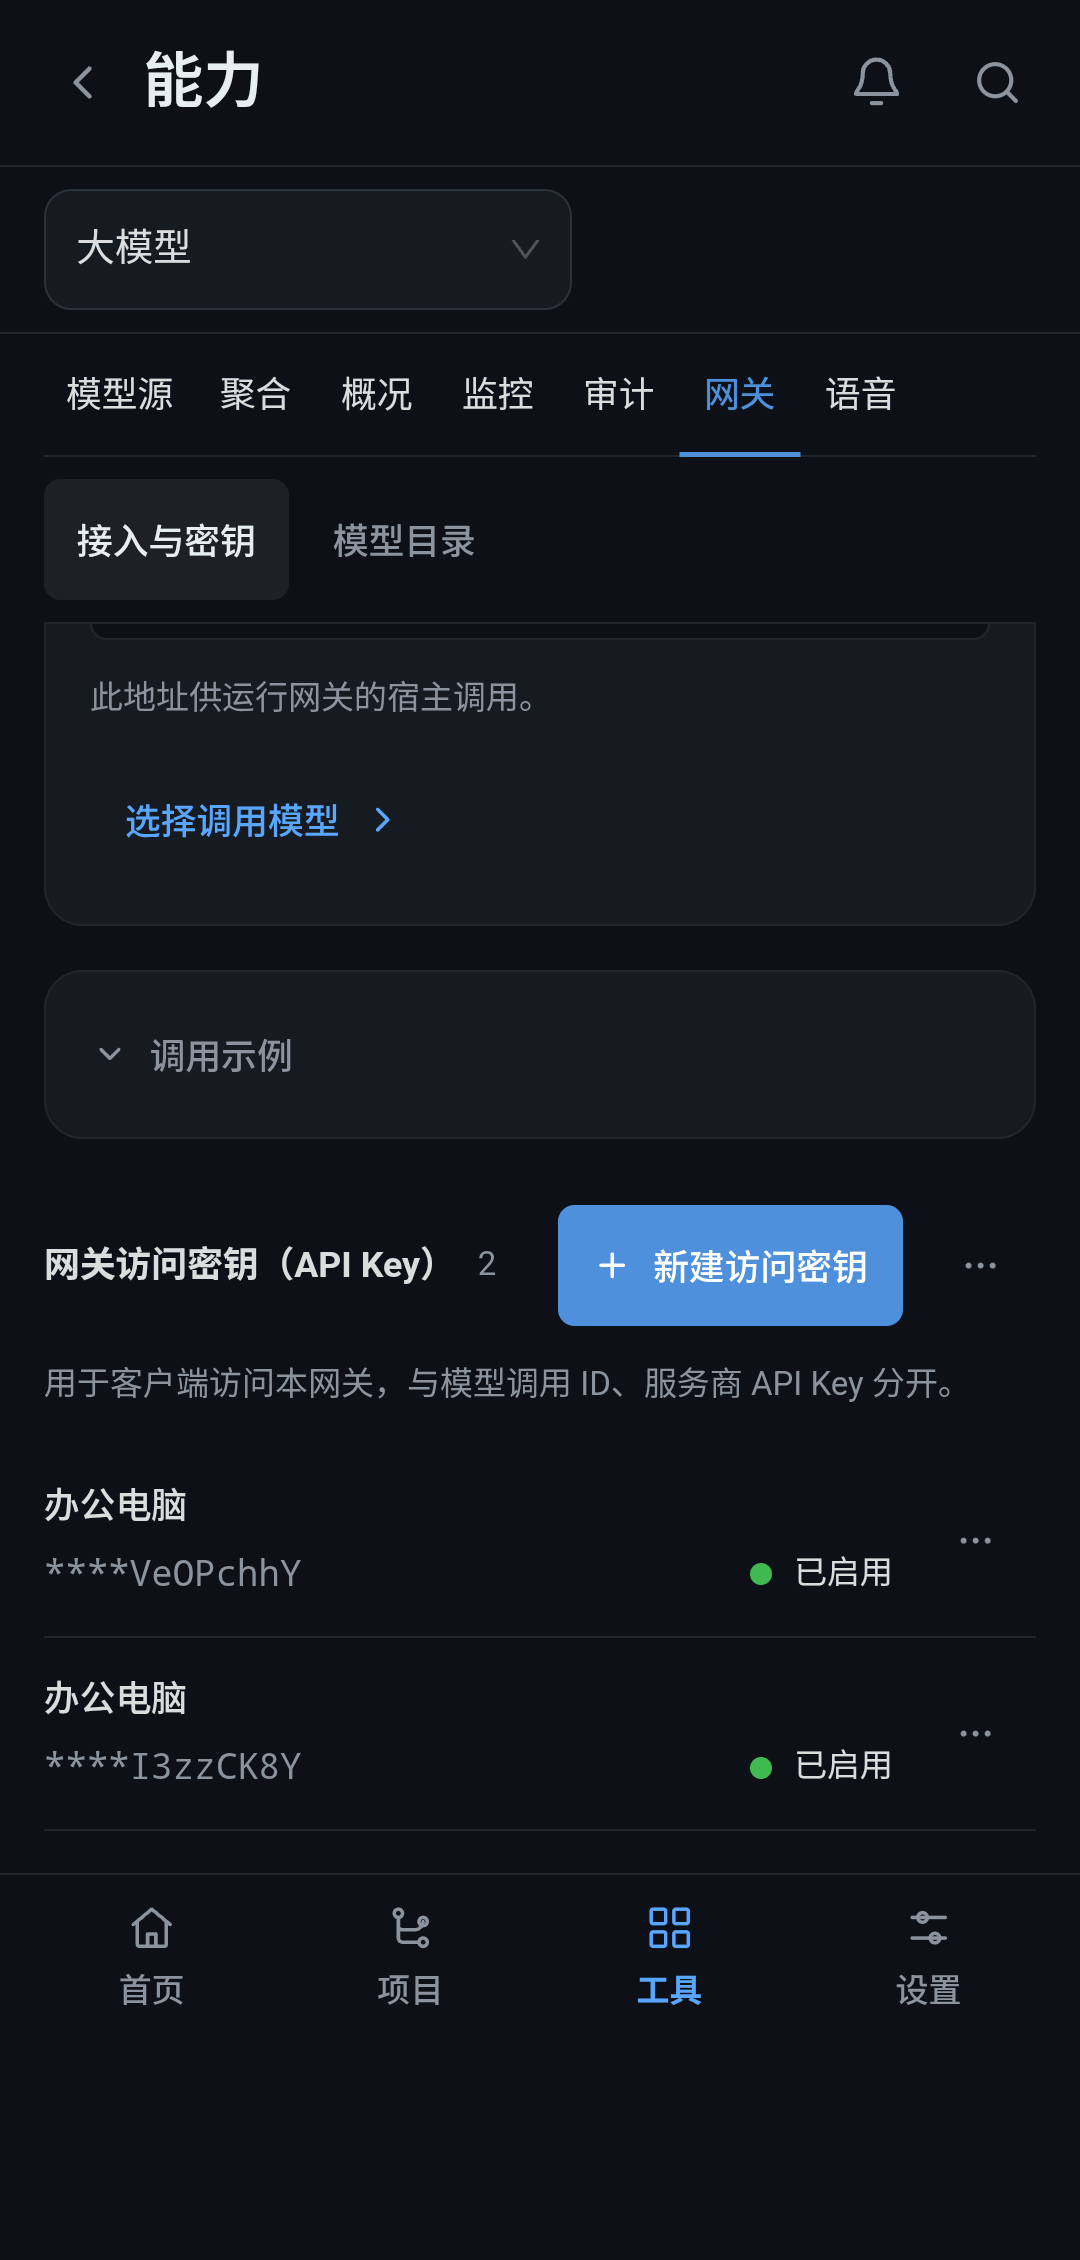 能力
大模型
模型源 聚合 概况 监控 审计 网关 语音
接入与密钥 模型目录
此地址供运行网关的宿主调用。
选择调用模型
调用示例
网关访问密钥（API Key） 2 新建访问密钥
用于客户端访问本网关，与模型调用 ID、服务商 API Key 分开。
办公电脑
****VeOPchhY 已启用
办公电脑
****I3zzCK8Y 已启用
首页 项目 工具 设置